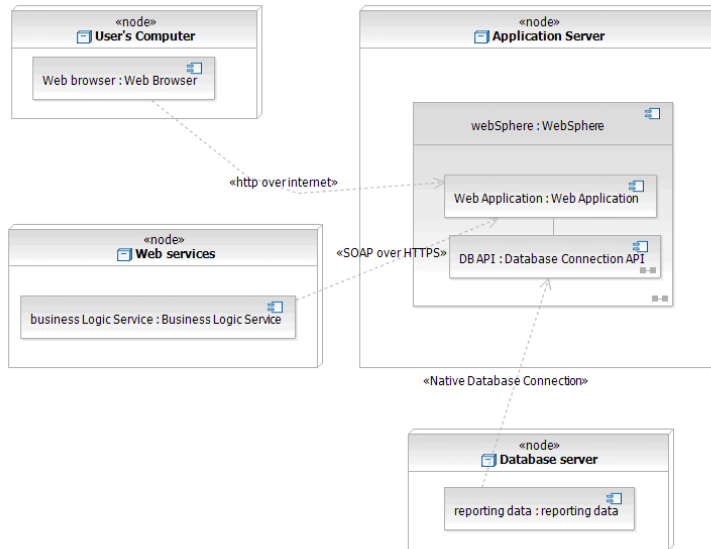 «node»
User's Computer
Web browser : Web Browser
«node»
Application Server
webSphere : WebSphere
«http over internet»
Web Application : Web Application
«node»
Web services
«SOAP over HTTPS»
DB API : Database Connection API
business Logic Service : Business Logic Service
«Native Database Connection»
«node»
Database server
reporting data : reporting data